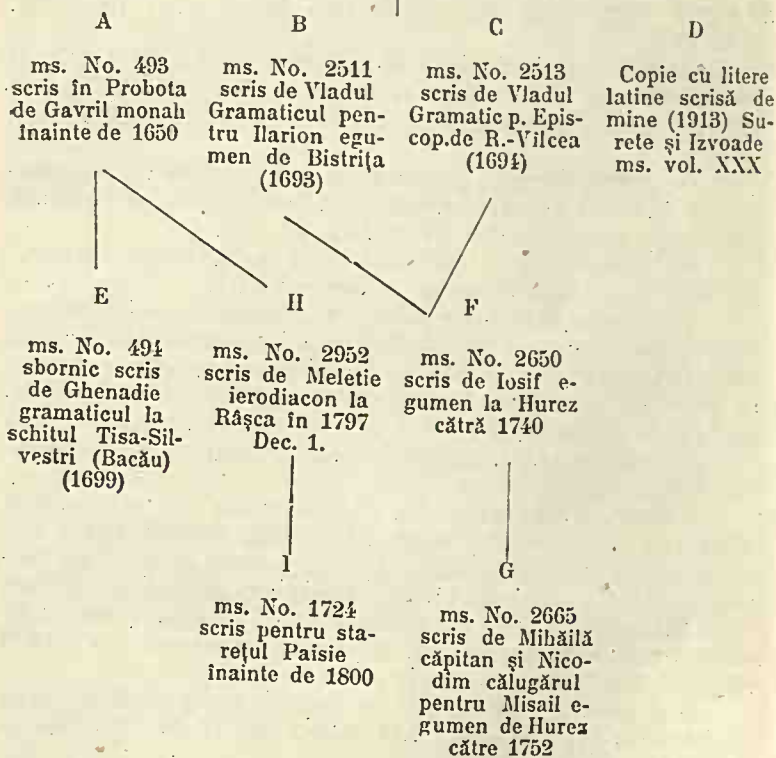 A
ms. No. 493
scris în Probota
de Gavril monah
înainte de 1650
B
ms. No. 2511
scris de Vladul
Gramaticul pen-
tru Ilarion egu-
men de Bistrița
(1693)
C
ms. No. 2513
scris de Vladul
Gramatic p. Epis-
cop.de R.-Vilcea
(1694)
D
Copie cu litere
latine scrisă de
mine (1913) Su-
rete și Izvoade
ms. vol. XXX
E
ms. No. 494
sbornic scris
de Ghenadie
gramaticul la
schitul Tisa-Sil-
vestri (Bacău)
(1699)
H
ms. No. 2952
scris de Meletie
ierodiacon la
Râșca în 1797
Dec. 1.
F
ms. No. 2650
scris de Iosif e-
gumen la Hurez
cătră 1740
I
ms. No. 1724
scris pentru sta-
rețul Paisie
înainte de 1800
G
ms. No. 2665
scris de Mihăilă
căpitan și Nico-
dim călugărul
pentru Misail e-
gumen de Hurez
către 1752